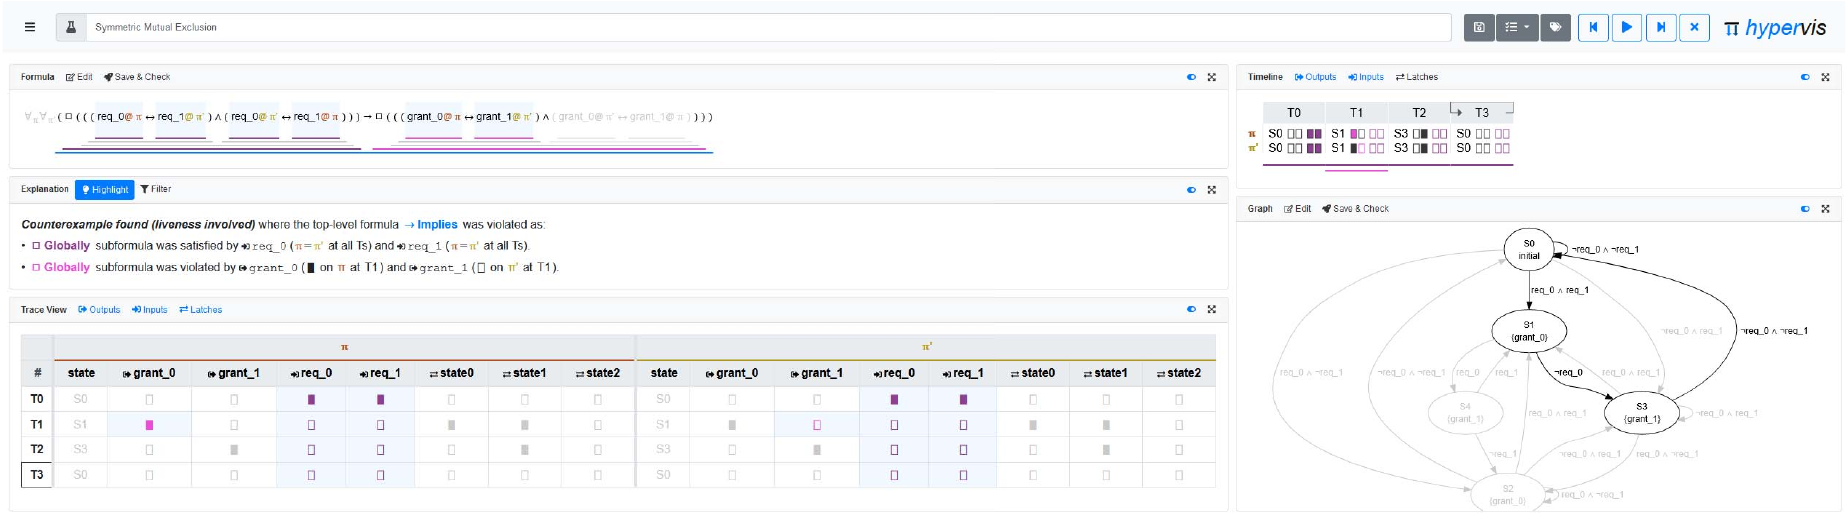 Symmetric Mutual Exclusion
hypervis
Formula Edit Save & Check
∀π∀π' ( □ ( ( ( req_0@ π ↔ req_1@ π' ) ∧ ( req_0@ π' ↔ req_1@ π ) ) ) → □ ( ( ( grant_0@ π ↔ grant_1@ π' ) ∧ ( grant_0@ π' ↔ grant_1@ π ) ) ) )
Explanation Highlight Filter
Counterexample found (liveness involved) where the top-level formula → Implies was violated as:
• □ Globally subformula was satisfied by req_0 (π=π' at all Ts) and req_1 (π=π' at all Ts).
• □ Globally subformula was violated by grant_0 (■ on π at T1) and grant_1 (□ on π' at T1).
Trace View Outputs Inputs Latches
π π'
# state grant_0 grant_1 req_0 req_1 state0 state1 state2 state grant_0 grant_1 req_0 req_1 state0 state1 state2
T0 S0 S0
T1 S1 S1
T2 S3 S3
T3 S0 S0
Timeline Outputs Inputs Latches
T0 T1 T2 T3
π S0 S1 S3 S0
π' S0 S1 S3 S0
Graph Edit Save & Check
S0
initial
¬req_0 ∧ ¬req_1
req_0 ∧ req_1
S1
{grant_0}
req_0 ∧ ¬req_1
¬req_0 ∧ req_1
¬req_0 ∧ ¬req_1
¬req_0 ∧ ¬req_1
req_0
req_1
¬req_0
req_0 ∧ req_1
S4
{grant_1}
req_0 ∧ req_1
S3
{grant_1}
¬req_0 ∧ req_1
¬req_1
¬req_0 ∧ req_1
req_0 ∧ ¬req_1
S2
{grant_0}
req_0 ∧ ¬req_1